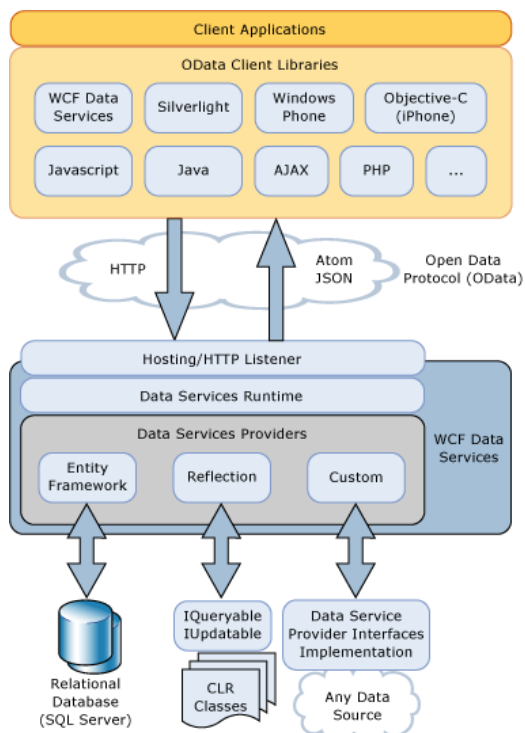 Client Applications
OData Client Libraries
WCF Data
Services
Silverlight
Windows
Phone
Objective-C
(iPhone)
Javascript
Java
AJAX
PHP
...
HTTP
Atom
JSON
Open Data
Protocol (OData)
Hosting/HTTP Listener
Data Services Runtime
Data Services Providers
WCF Data
Services
Entity
Framework
Reflection
Custom
Relational
Database
(SQL Server)
IQueryable
IUpdatable
CLR
Classes
Data Service
Provider Interfaces
Implementation
Any Data
Source